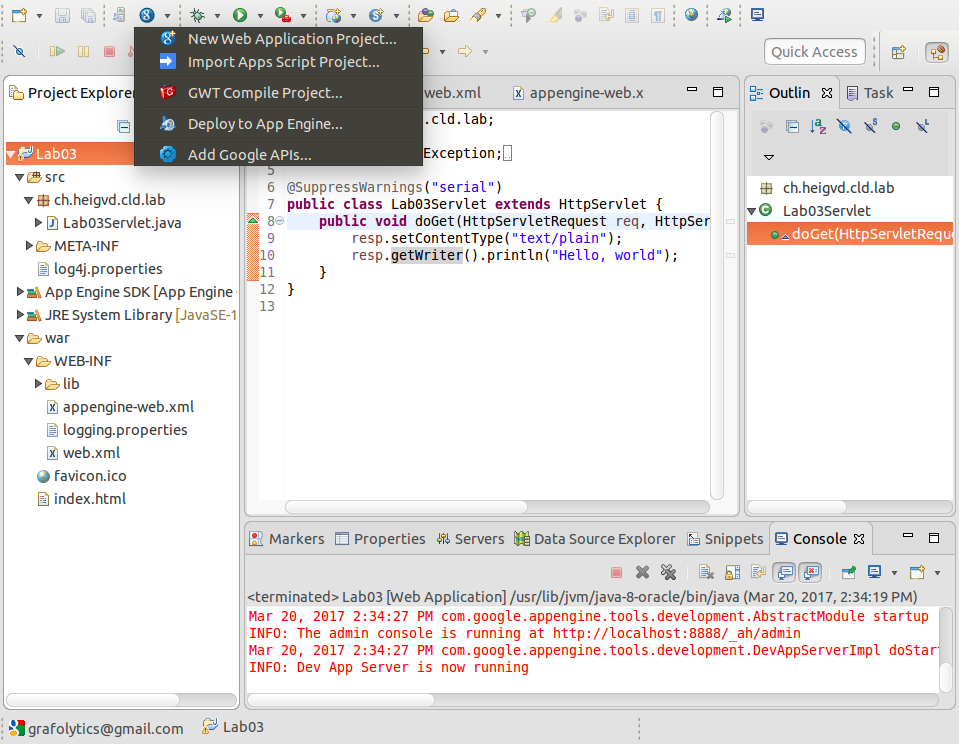 Quick Access
New Web Application Project...
Import Apps Script Project...
GWT Compile Project...
Deploy to App Engine...
Add Google APIs...
Project Explorer
Lab03
src
ch.heigvd.cld.lab
Lab03Servlet.java
META-INF
log4j.properties
App Engine SDK [App Engine
JRE System Library [JavaSE-1
war
WEB-INF
lib
appengine-web.xml
logging.properties
web.xml
favicon.ico
index.html
web.xml
appengine-web.x
.cld.lab;
Exception;
5
6 @SuppressWarnings("serial")
7 public class Lab03Servlet extends HttpServlet {
8 public void doGet(HttpServletRequest req, HttpSer
9 resp.setContentType("text/plain");
10 resp.getWriter().println("Hello, world");
11 }
12 }
13
Outlin
Task
ch.heigvd.cld.lab
Lab03Servlet
doGet(HttpServletReque
Markers
Properties
Servers
Data Source Explorer
Snippets
Console
<terminated> Lab03 [Web Application] /usr/lib/jvm/java-8-oracle/bin/java (Mar 20, 2017, 2:34:19 PM)
Mar 20, 2017 2:34:27 PM com.google.appengine.tools.development.AbstractModule startup
INFO: The admin console is running at http://localhost:8888/_ah/admin
Mar 20, 2017 2:34:27 PM com.google.appengine.tools.development.DevAppServerImpl doStar
INFO: Dev App Server is now running
grafolytics@gmail.com
Lab03